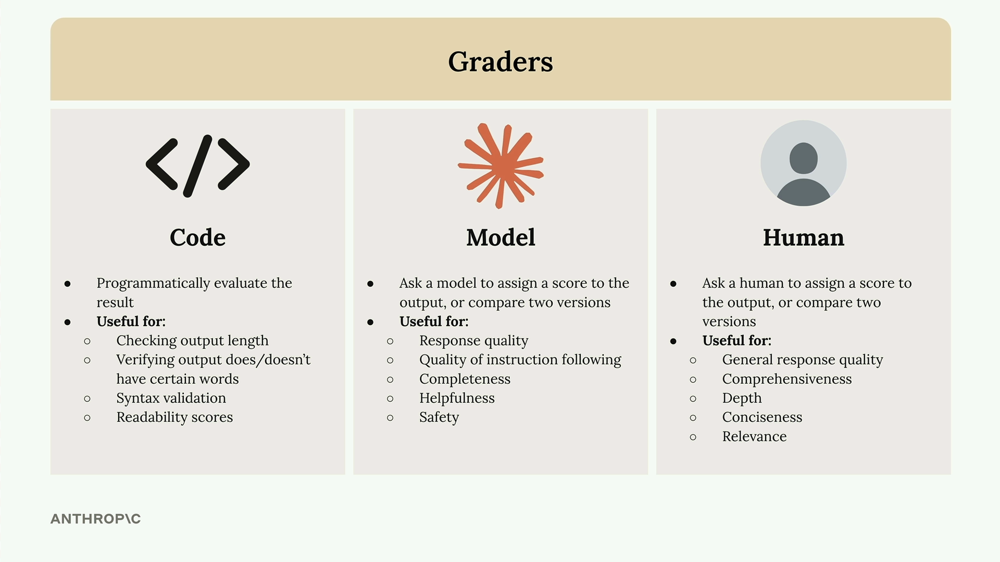 Graders
Code
● Programmatically evaluate the
result
● Useful for:
○ Checking output length
○ Verifying output does/doesn’t
have certain words
○ Syntax validation
○ Readability scores
Model
● Ask a model to assign a score to the
output, or compare two versions
● Useful for:
○ Response quality
○ Quality of instruction following
○ Completeness
○ Helpfulness
○ Safety
Human
● Ask a human to assign a score to
the output, or compare two
versions
● Useful for:
○ General response quality
○ Comprehensiveness
○ Depth
○ Conciseness
○ Relevance
ANTHROP\C